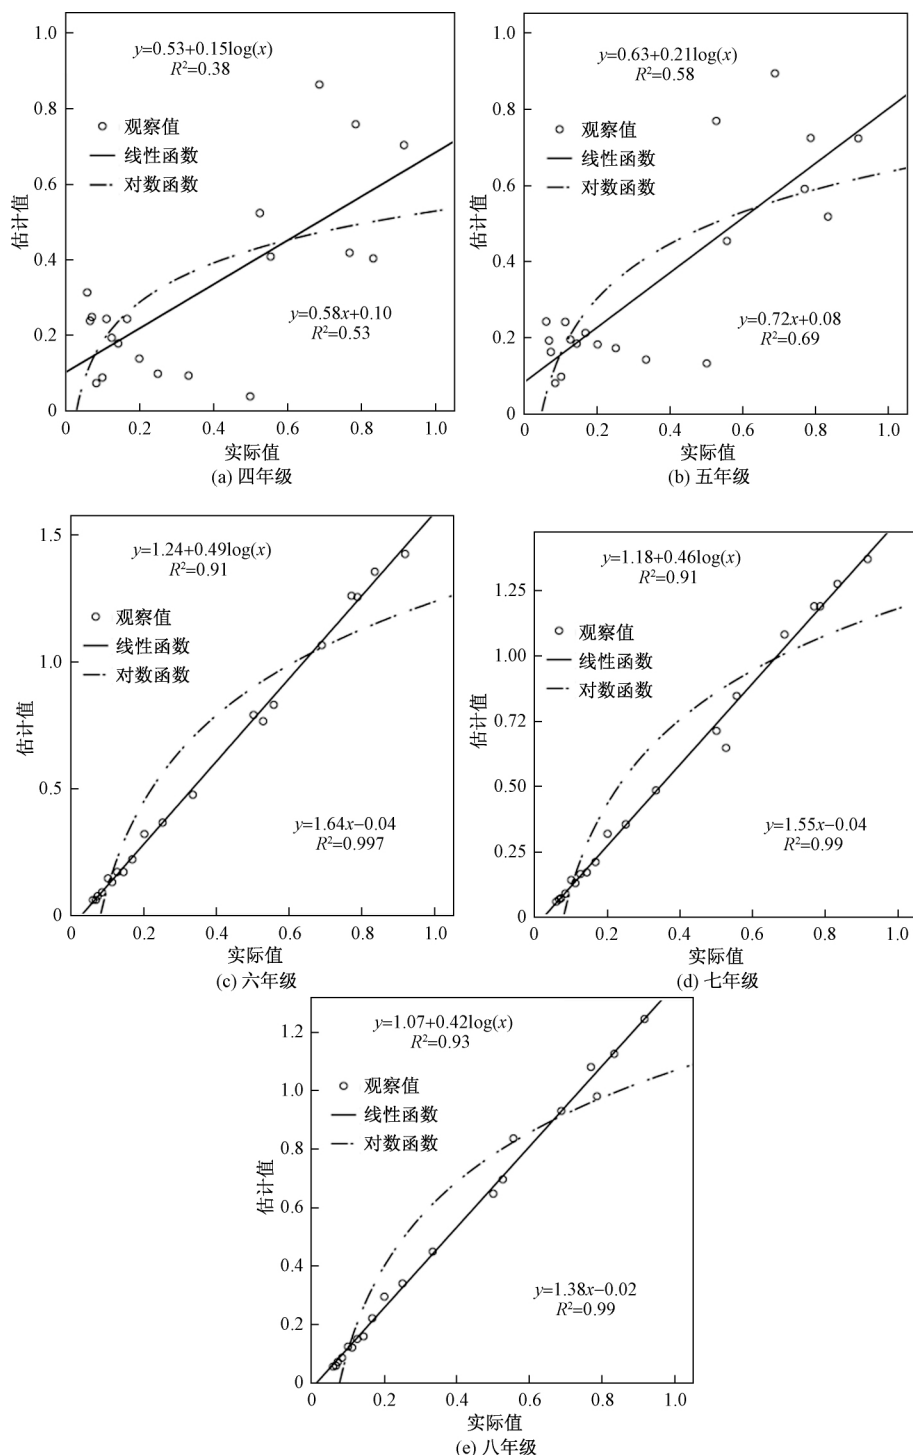 1.0
0.8
0.6
0.4
0.2
0
y=0.53+0.15log(x)
R²=0.38
观察值
线性函数
对数函数
y=0.58x+0.10
R²=0.53
估计值
0 0.2 0.4 0.6 0.8 1.0
实际值
(a) 四年级
1.0
0.8
0.6
0.4
0.2
0
y=0.63+0.21log(x)
R²=0.58
观察值
线性函数
对数函数
y=0.72x+0.08
R²=0.69
估计值
0 0.2 0.4 0.6 0.8 1.0
实际值
(b) 五年级
1.5
1.0
0.5
0
y=1.24+0.49log(x)
R²=0.91
观察值
线性函数
对数函数
y=1.64x−0.04
R²=0.997
估计值
0 0.2 0.4 0.6 0.8 1.0
实际值
(c) 六年级
1.25
1.00
0.72
0.50
0.25
0
y=1.18+0.46log(x)
R²=0.91
观察值
线性函数
对数函数
y=1.55x−0.04
R²=0.99
估计值
0 0.2 0.4 0.6 0.8 1.0
实际值
(d) 七年级
1.2
1.0
0.8
0.6
0.4
0.2
0
y=1.07+0.42log(x)
R²=0.93
观察值
线性函数
对数函数
y=1.38x−0.02
R²=0.99
估计值
0 0.2 0.4 0.6 0.8 1.0
实际值
(e) 八年级